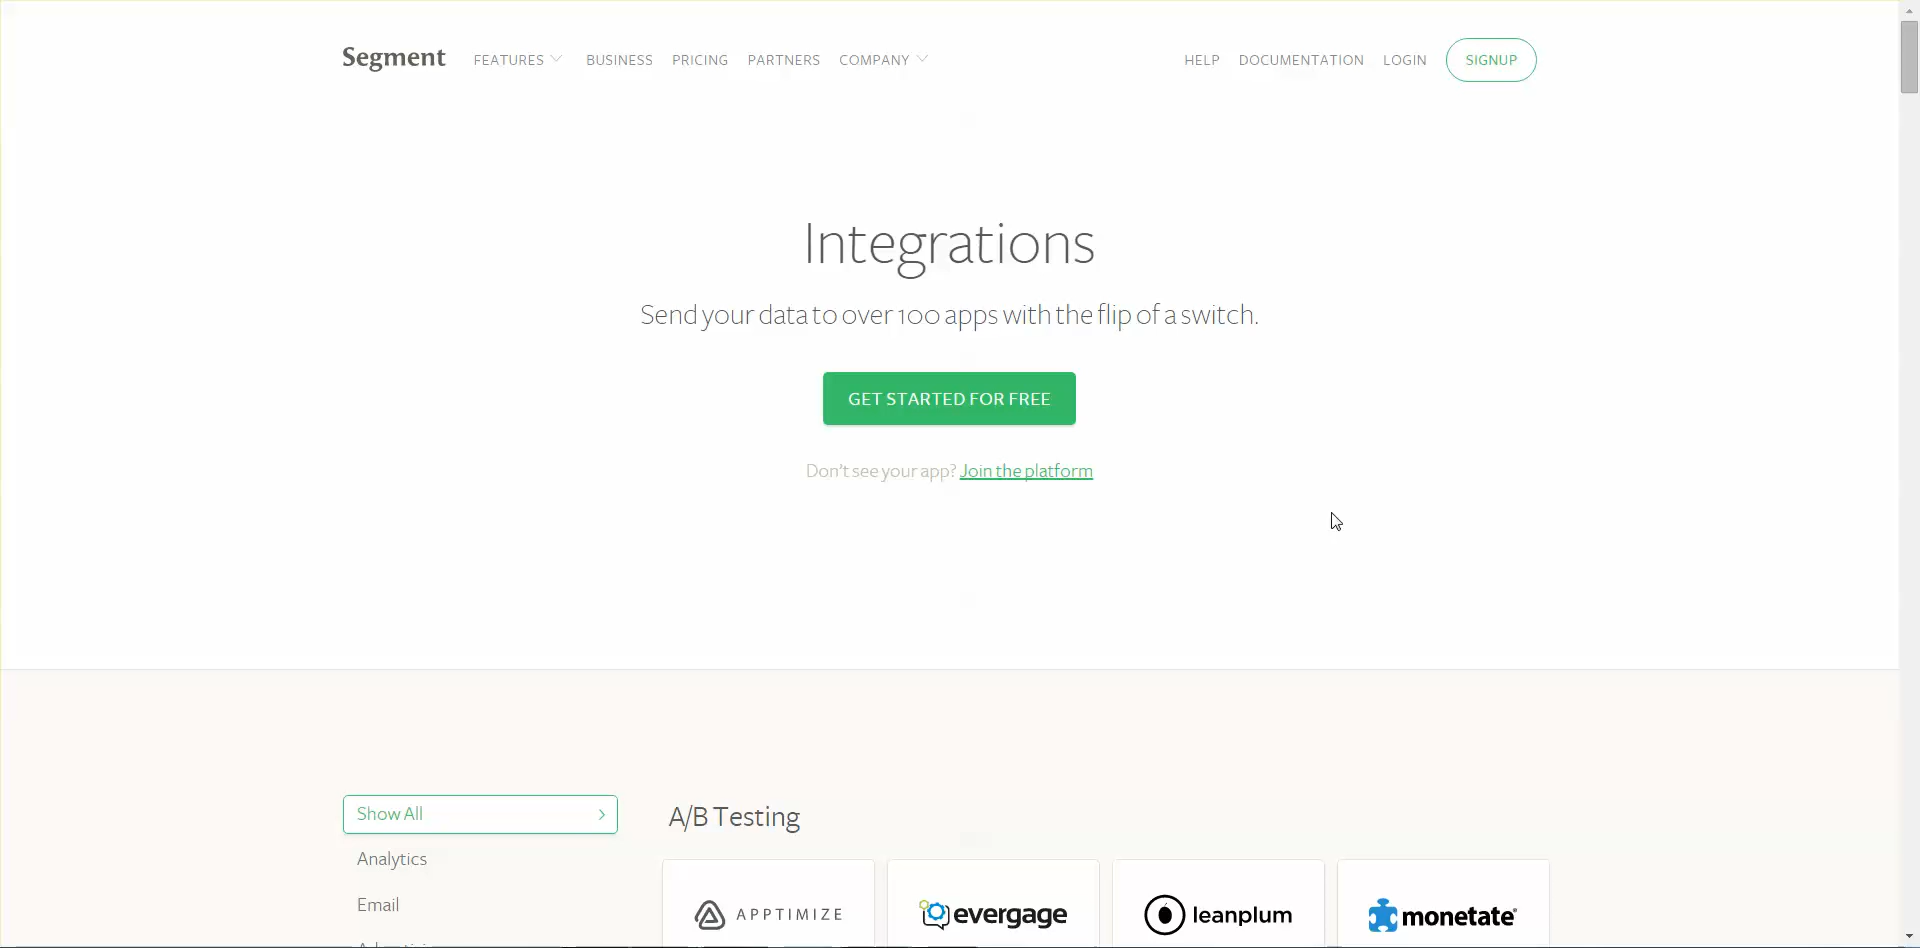 Segment FEATURES BUSINESS PRICING PARTNERS COMPANY HELP DOCUMENTATION LOGIN SIGNUP
Integrations
Send your data to over 100 apps with the flip of a switch.
GET STARTED FOR FREE
Don't see your app? Join the platform
Show All
Analytics
Email
A/B Testing
APPTIMIZE evergage leanplum monetate